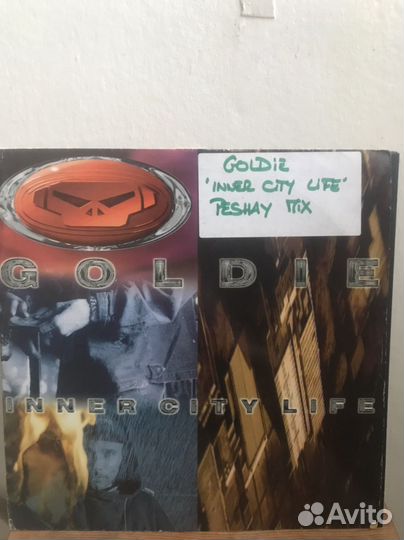 GOLDIE
"INNER CITY LIFE"
PESHAY MIX
GOLDIE
INNER CITY LIFE
Avito